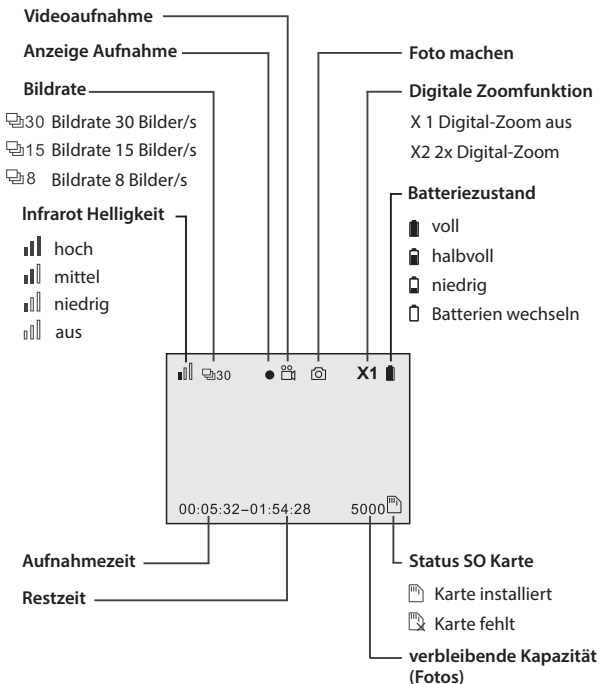 Videoaufnahme
Anzeige Aufnahme
Bildrate
30 Bildrate 30 Bilder/s
15 Bildrate 15 Bilder/s
8 Bildrate 8 Bilder/s
Infrarot Helligkeit
hoch
mittel
niedrig
aus
Foto machen
Digitale Zoomfunktion
X 1 Digital-Zoom aus
X2 2x Digital-Zoom
Batteriezustand
voll
halbvoll
niedrig
Batterien wechseln
30 X1
00:05:32–01:54:28 5000
Aufnahmezeit
Restzeit
Status SO Karte
Karte installiert
Karte fehlt
verbleibende Kapazität
(Fotos)